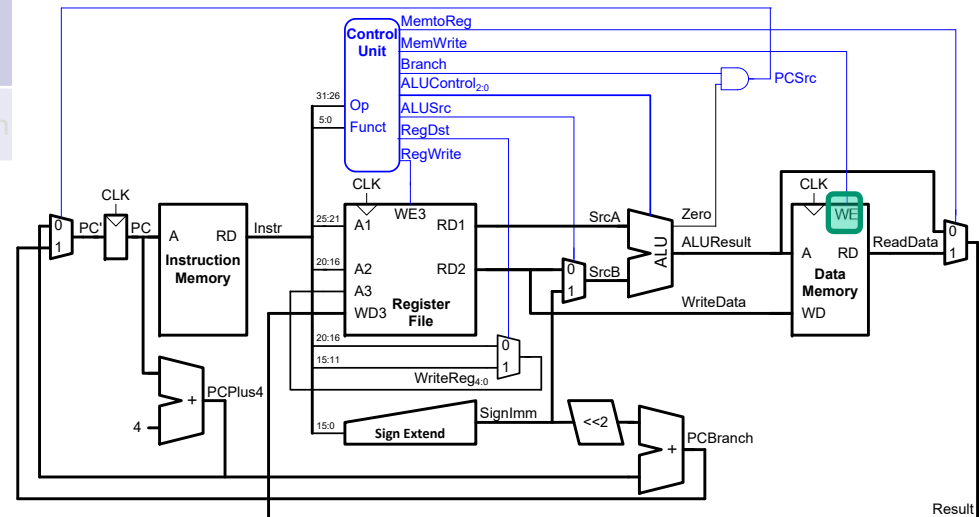 MemtoReg
Control
Unit
MemWrite
Branch
ALUControl2:0
PCSrc
31:26
Op
ALUSrc
5:0
Funct
RegDst
RegWrite
CLK
CLK
CLK
0
1
PC'
PC
A
RD
Instr
Instruction
Memory
25:21
A1
WE3
RD1
SrcA
Zero
WE
0
1
20:16
A2
RD2
0
1
SrcB
ALU
ALUResult
A
RD
ReadData
A3
Register
File
WD3
WriteData
Data
Memory
WD
20:16
0
15:11
1
WriteReg4:0
PCPlus4
+
4
SignImm
15:0
Sign Extend
<<2
+
PCBranch
Result